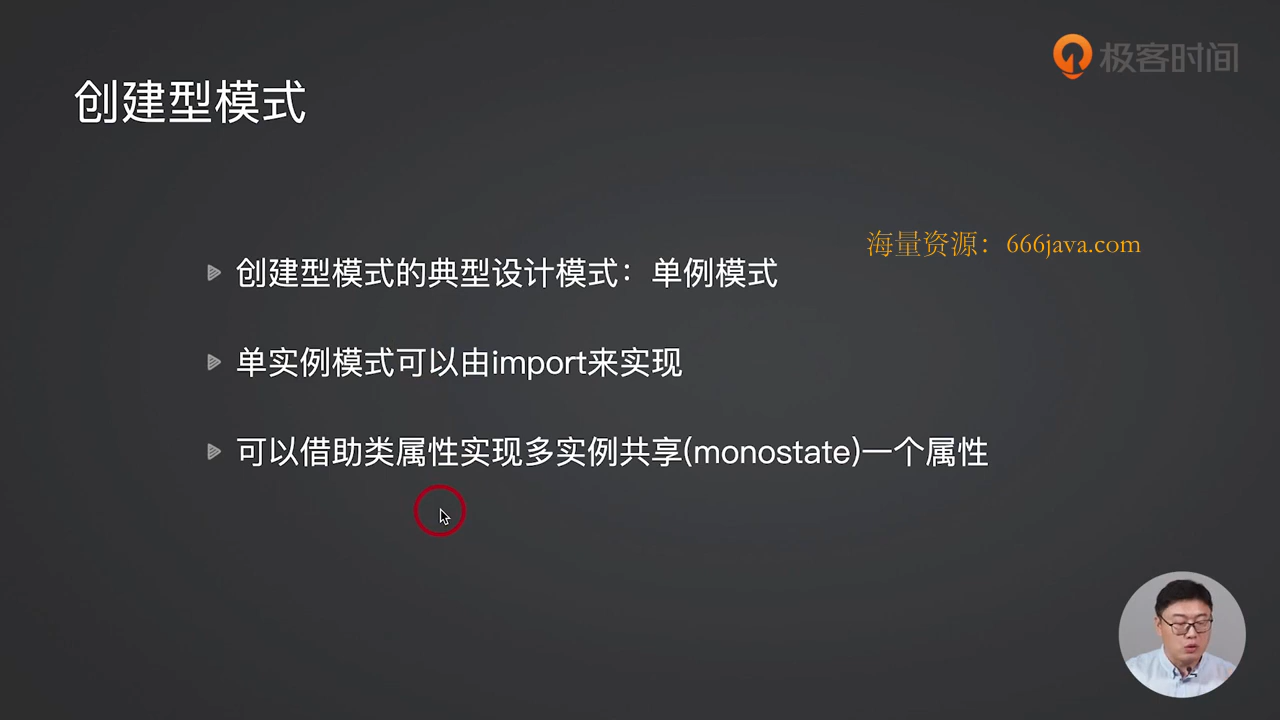 极客时间
创建型模式
海量资源：666java.com
创建型模式的典型设计模式：单例模式
单实例模式可以由import来实现
可以借助类属性实现多实例共享(monostate)一个属性